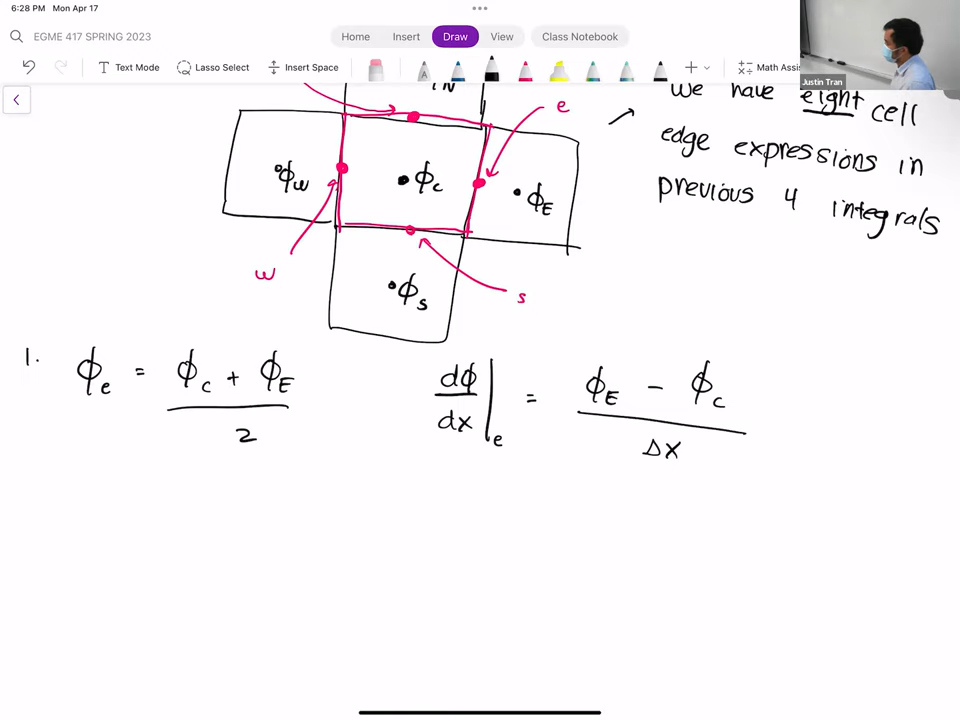 6:28 PM Mon Apr 17
EGME 417 SPRING 2023
Home Insert Draw View Class Notebook
Text Mode Lasso Select Insert Space Math Assis
Justin Tran
N
e
we have eight cell
edge expressions in
previous 4 integrals
ϕw
ϕc
ϕE
w
ϕs
s
1. ϕe = ϕc + ϕE / 2
dϕ/dx |e = ϕE - ϕc / Δx